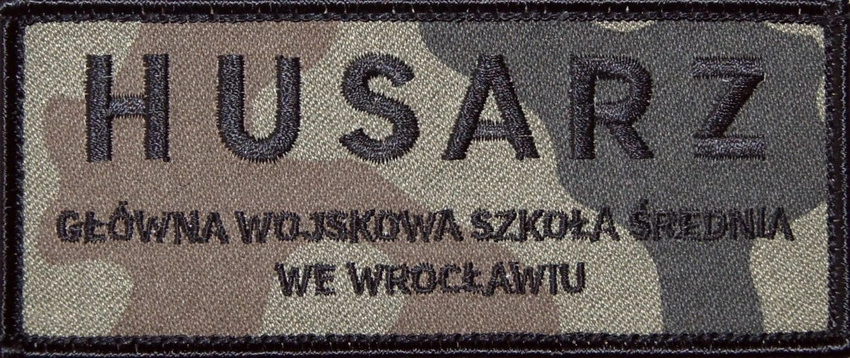 HUSARZ
GŁÓWNA WOJSKOWA SZKOŁA ŚREDNIA
WE WROCŁAWIU